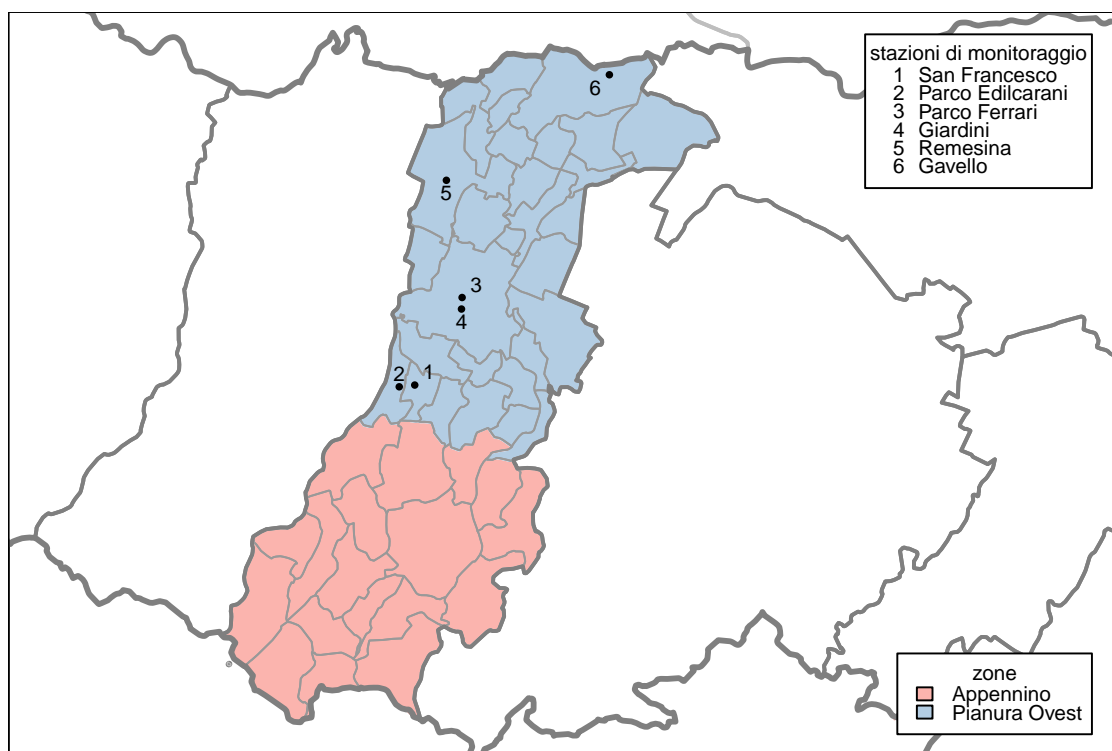 stazioni di monitoraggio
1 San Francesco
2 Parco Edilcarani
3 Parco Ferrari
4 Giardini
5 Remesina
6 Gavello
6
5
3
4
2 1
zone
Appennino
Pianura Ovest